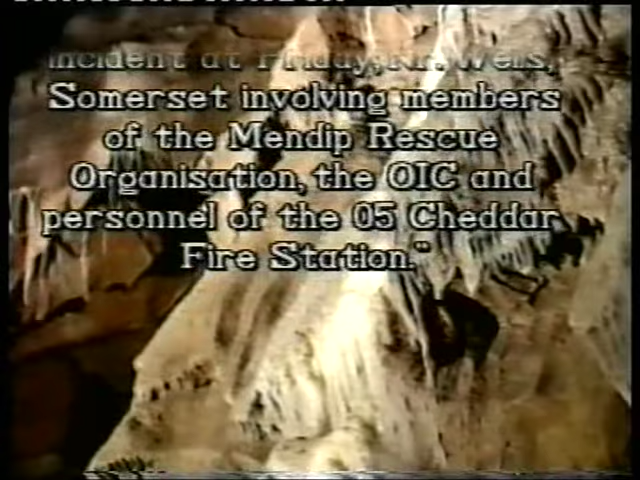 incident at Priddy, Nr. Wells,
Somerset involving members
of the Mendip Rescue
Organisation, the OIC and
personnel of the 05 Cheddar
Fire Station."